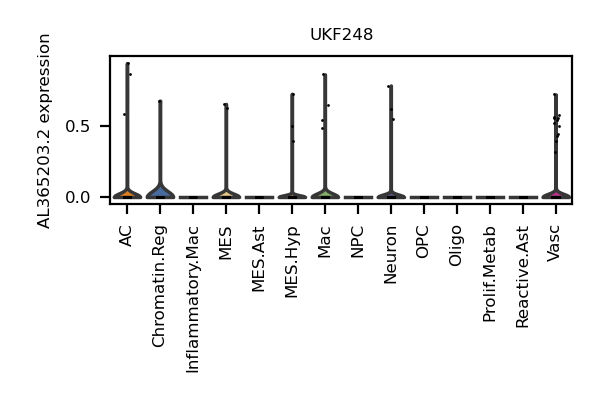 UKF248
AL365203.2 expression
0.5
0.0
AC
Chromatin.Reg
Inflammatory.Mac
MES
MES.Ast
MES.Hyp
Mac
NPC
Neuron
OPC
Oligo
Prolif.Metab
Reactive.Ast
Vasc